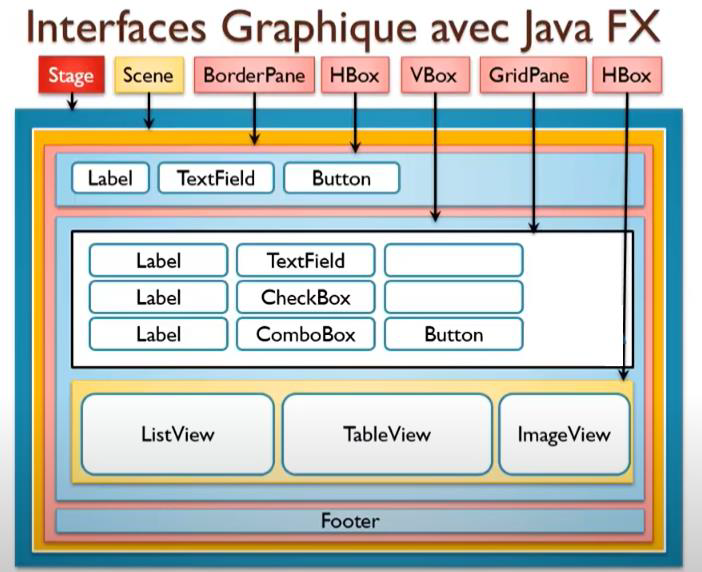 Interfaces Graphique avec Java FX
Stage Scene BorderPane HBox VBox GridPane HBox
Label TextField Button
Label TextField
Label CheckBox
Label ComboBox Button
ListView TableView ImageView
Footer